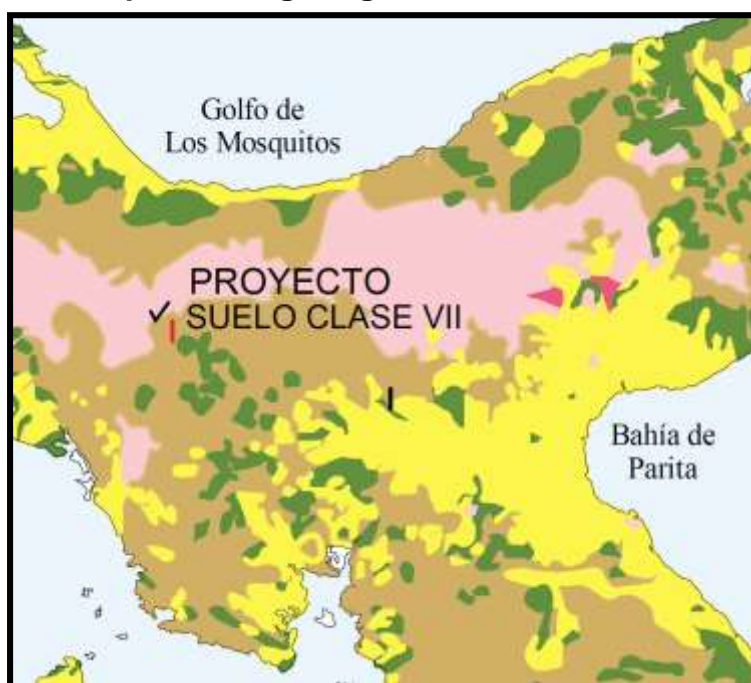 Golfo de
Los Mosquitos
PROYECTO
SUELO CLASE VII
Bahía de
Parita